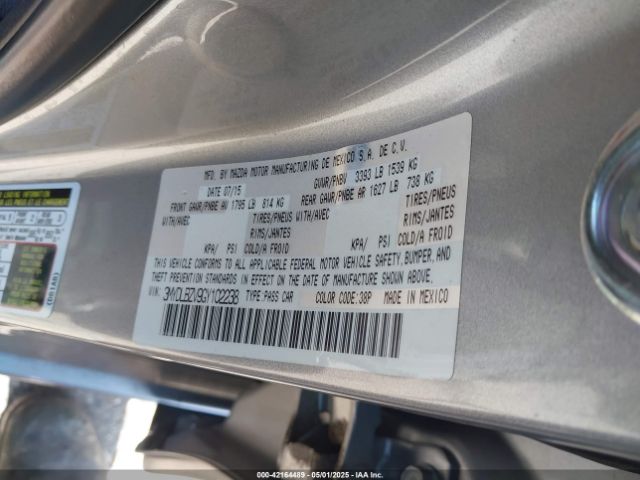 MFD. BY MAZDA MOTOR MANUFACTURING DE MEXICO S.A. DE C.V.
DATE 07/15 GVWR/PNBV 3393 LB 1539 KG
FRONT GAWR/PNBE AV 1795 LB 814 KG REAR GAWR/PNBE AR 1627 LB 738 KG
WITH/AVEC TIRES/PNEUS WITH/AVEC TIRES/PNEUS
RIMS/JANTES RIMS/JANTES
KPA/ PSI COLD/A FROID KPA/ PSI COLD/A FROID
THIS VEHICLE CONFORMS TO ALL APPLICABLE FEDERAL MOTOR VEHICLE SAFETY, BUMPER, AND
THEFT PREVENTION STANDARDS IN EFFECT ON THE DATE OF MANUFACTURE SHOWN ABOVE.
VIN: 3MYDLBZV9GY102238 TYPE:PASS CAR COLOR CODE:38P MADE IN MEXICO
(DB1A0)
000-42164489 - 05/01/2025 - IAA Inc.